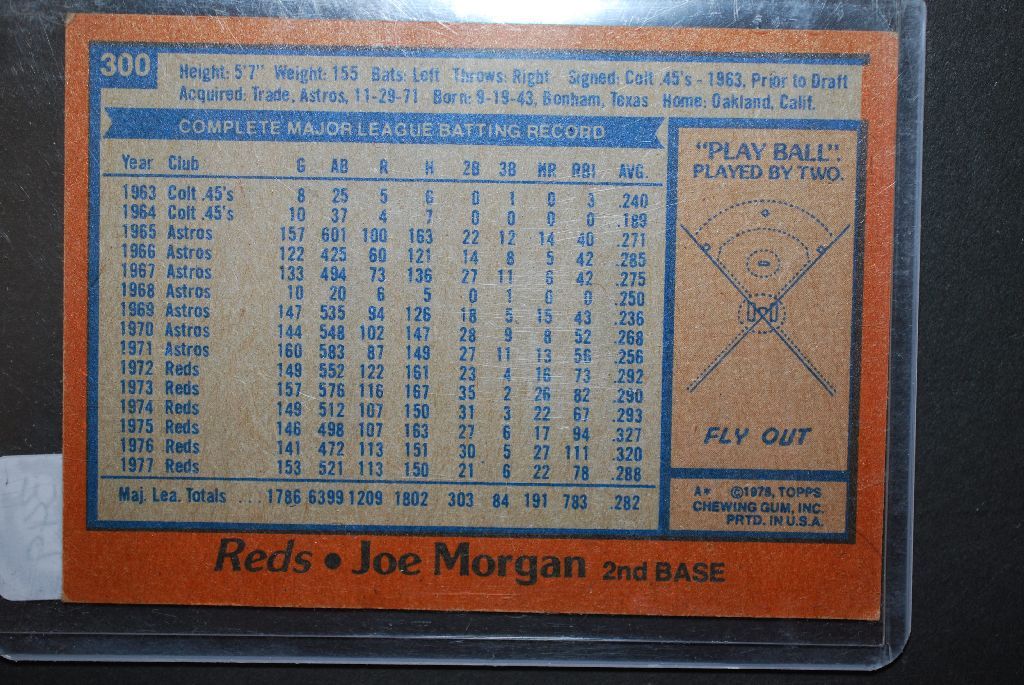 300
Height: 5'7" Weight: 155 Bats: Left Throws: Right Signed: Colt .45's - 1963, Prior to Draft
Acquired: Trade, Astros, 11-29-71 Born: 9-19-43, Bonham, Texas Home: Oakland, Calif.
COMPLETE MAJOR LEAGUE BATTING RECORD
Year Club G AB R H 2B 3B HR RBI AVG.
1963 Colt .45's 8 25 5 6 0 1 0 3 .240
1964 Colt .45's 10 37 4 7 0 0 0 0 .189
1965 Astros 157 601 100 163 22 12 14 40 .271
1966 Astros 122 425 60 121 14 8 5 42 .285
1967 Astros 133 494 73 136 27 11 6 42 .275
1968 Astros 10 20 6 5 0 1 0 0 .250
1969 Astros 147 535 94 126 18 5 15 43 .236
1970 Astros 144 548 102 147 28 9 8 52 .268
1971 Astros 160 583 87 149 27 11 13 56 .256
1972 Reds 149 552 122 161 23 4 16 73 .292
1973 Reds 157 576 116 167 35 2 26 82 .290
1974 Reds 149 512 107 150 31 3 22 67 .293
1975 Reds 146 498 107 163 27 6 17 94 .327
1976 Reds 141 472 113 151 30 5 27 111 .320
1977 Reds 153 521 113 150 21 6 22 78 .288
Maj. Lea. Totals ... 1786 6399 1209 1802 303 84 191 783 .282
"PLAY BALL":
PLAYED BY TWO.
FLY OUT
A* ©1978, TOPPS
CHEWING GUM, INC.
PRTD. IN U.S.A.
Reds • Joe Morgan 2nd BASE